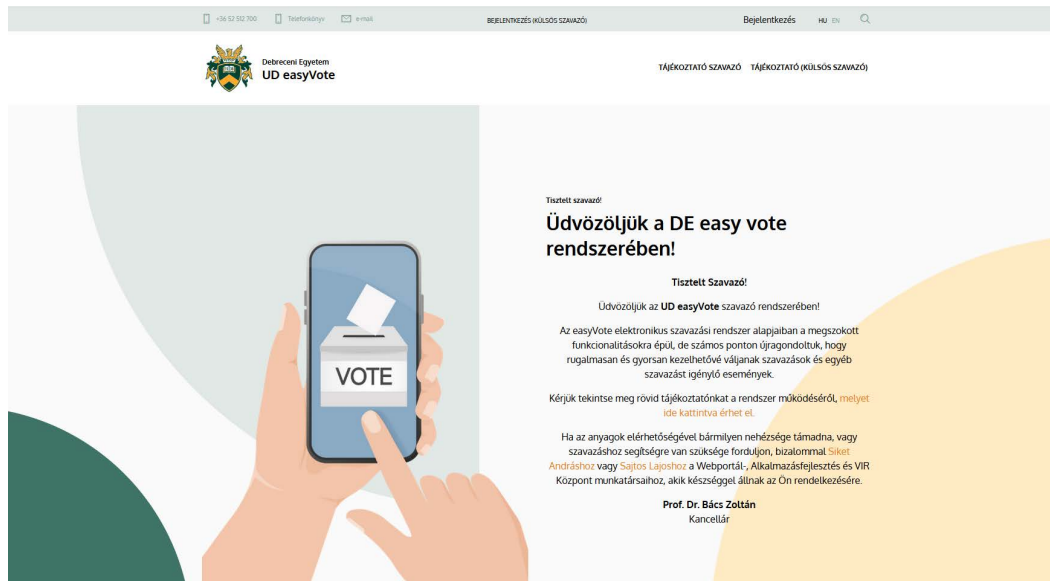 +36 52 512 700 Telefonkönyv e-mail BEJELENTKEZÉS (KÜLSŐS SZAVAZÓ) Bejelentkezés HU EN
Debreceni Egyetem
UD easyVote
TÁJÉKOZTATÓ SZAVAZÓ TÁJÉKOZTATÓ (KÜLSŐS SZAVAZÓ)
VOTE
Tisztelt szavazó!
Üdvözöljük a DE easy vote
rendszerében!
Tisztelt Szavazó!
Üdvözöljük az UD easyVote szavazó rendszerében!
Az easyVote elektronikus szavazási rendszer alapjaiban a megszokott
funkcionalitásokra épül, de számos ponton újragondoltuk, hogy
rugalmasan és gyorsan kezelhetővé váljanak szavazások és egyéb
szavazást igénylő események.
Kérjük tekintse meg rövid tájékoztatónkat a rendszer működéséről, melyet
ide kattintva érhet el.
Ha az anyagok elérhetőségével bármilyen nehézsége támadna, vagy
szavazáshoz segítségre van szüksége forduljon, bizalommal Siket
Andráshoz vagy Sajtos Lajoshoz a Webportál-, Alkalmazásfejlesztés és VIR
Központ munkatársaihoz, akik készséggel állnak az Ön rendelkezésére.
Prof. Dr. Bács Zoltán
Kancellár